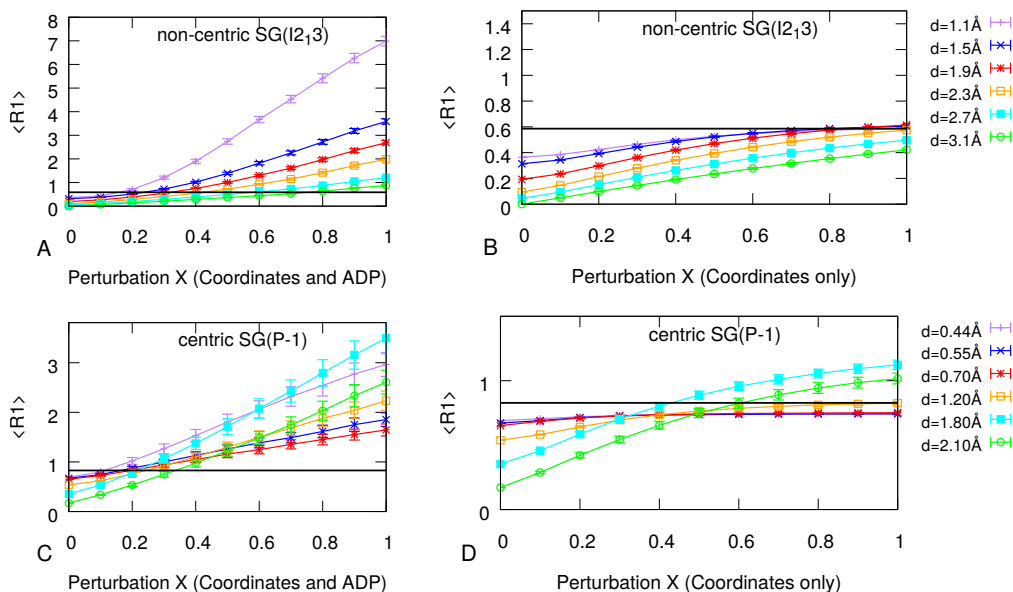 non-centric SG(I2₁3)
<R1>
8
7
6
5
4
3
2
1
0
0 0.2 0.4 0.6 0.8 1
A
Perturbation X (Coordinates and ADP)
non-centric SG(I2₁3)
<R1>
1.4
1.2
1
0.8
0.6
0.4
0.2
0
0 0.2 0.4 0.6 0.8 1
B
Perturbation X (Coordinates only)
d=1.1Å
d=1.5Å
d=1.9Å
d=2.3Å
d=2.7Å
d=3.1Å
centric SG(P-1)
<R1>
3
2
1
0
0 0.2 0.4 0.6 0.8 1
C
Perturbation X (Coordinates and ADP)
centric SG(P-1)
<R1>
1
0
0 0.2 0.4 0.6 0.8 1
D
Perturbation X (Coordinates only)
d=0.44Å
d=0.55Å
d=0.70Å
d=1.20Å
d=1.80Å
d=2.10Å